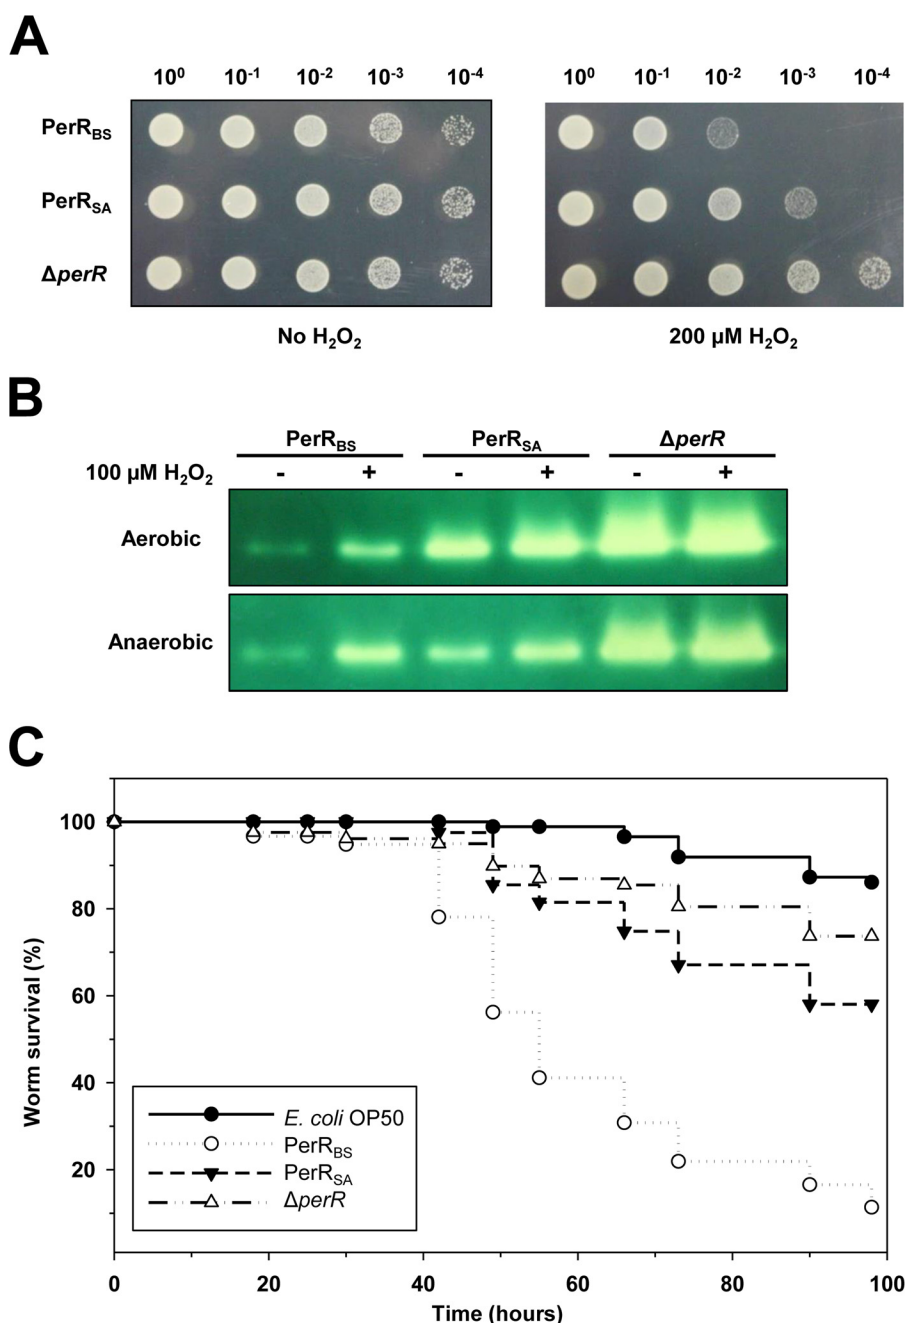 A
10⁰ 10⁻¹ 10⁻² 10⁻³ 10⁻⁴ 10⁰ 10⁻¹ 10⁻² 10⁻³ 10⁻⁴
PerR_BS
PerR_SA
ΔperR
No H₂O₂ 200 µM H₂O₂
B
PerR_BS PerR_SA ΔperR
100 µM H₂O₂ - + - + - +
Aerobic
Anaerobic
C
Worm survival (%)
100
80
60
40
20
E. coli OP50
PerR_BS
PerR_SA
ΔperR
0 20 40 60 80 100
Time (hours)